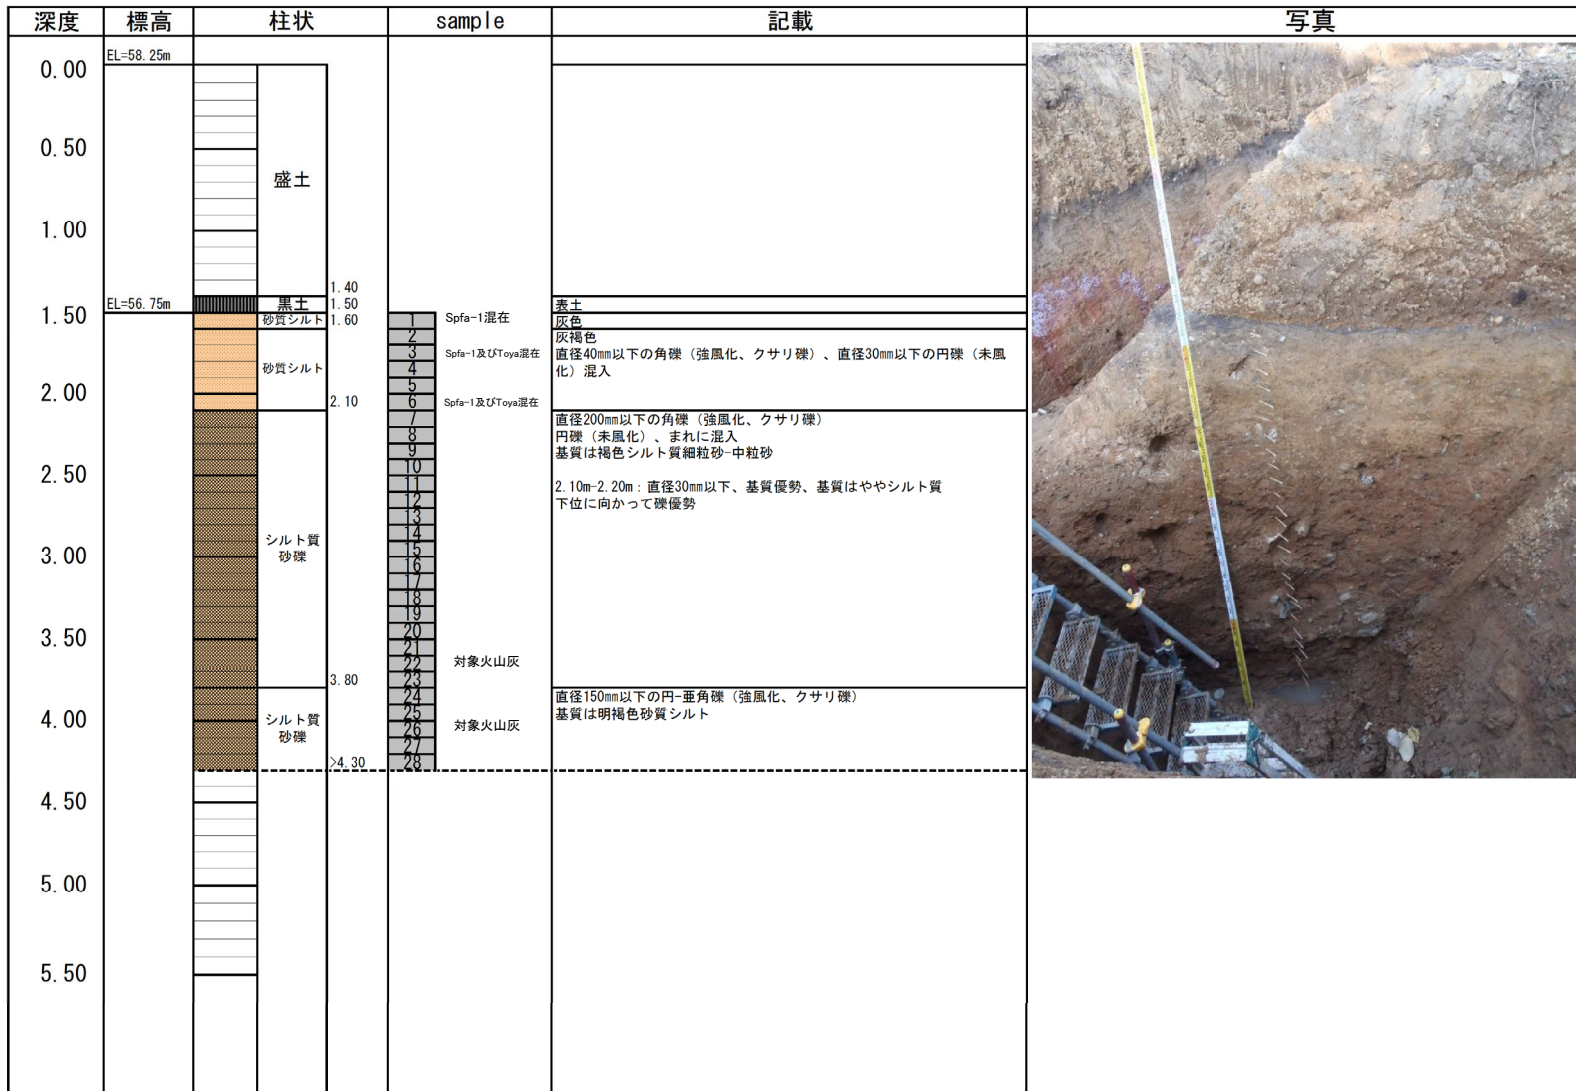 深度 標高 柱状 sample 記載 写真
EL=58.25m
0.00
0.50
盛土
1.00
1.40
EL=56.75m 黒土 1.50 表土
1.50 砂質シルト 1.60 1 Spfa-1混在 灰色
2 灰褐色
3 Spfa-1及びToya混在 直径40mm以下の角礫（強風化、クサリ礫）、直径30mm以下の円礫（未風
砂質シルト 4 化）混入
5
2.00 2.10 6 Spfa-1及びToya混在
7 直径200mm以下の角礫（強風化、クサリ礫）
8 円礫（未風化）、まれに混入
9 基質は褐色シルト質細粒砂-中粒砂
2.50 10
11 2.10m-2.20m：直径30mm以下、基質優勢、基質はややシルト質
12 下位に向かって礫優勢
13
14
シルト質
砂礫
15
3.00 16
17
18
19
20
3.50 21
22 対象火山灰
3.80 23
24 直径150mm以下の円-亜角礫（強風化、クサリ礫）
25 基質は明褐色砂質シルト
4.00 シルト質
砂礫
26 対象火山灰
27
>4.30 28
4.50
5.00
5.50